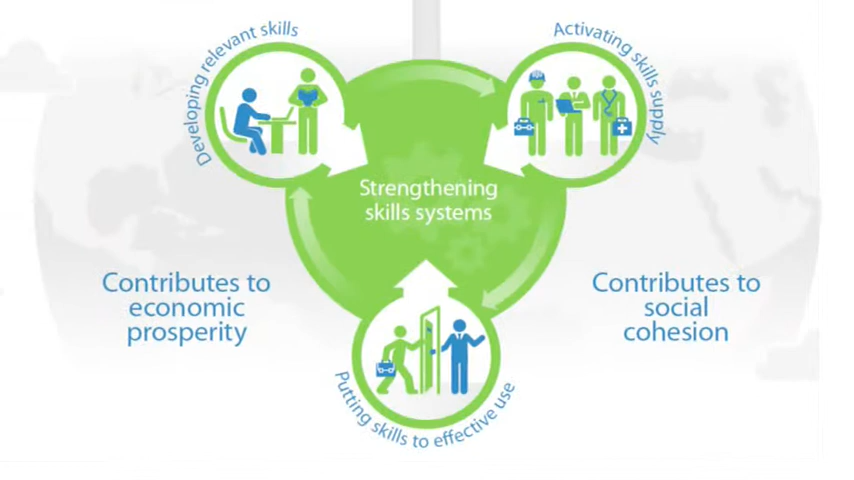 Developing relevant skills
Activating skills supply
Strengthening
skills systems
Contributes to
economic
prosperity
Contributes to
social
cohesion
Putting skills to effective use